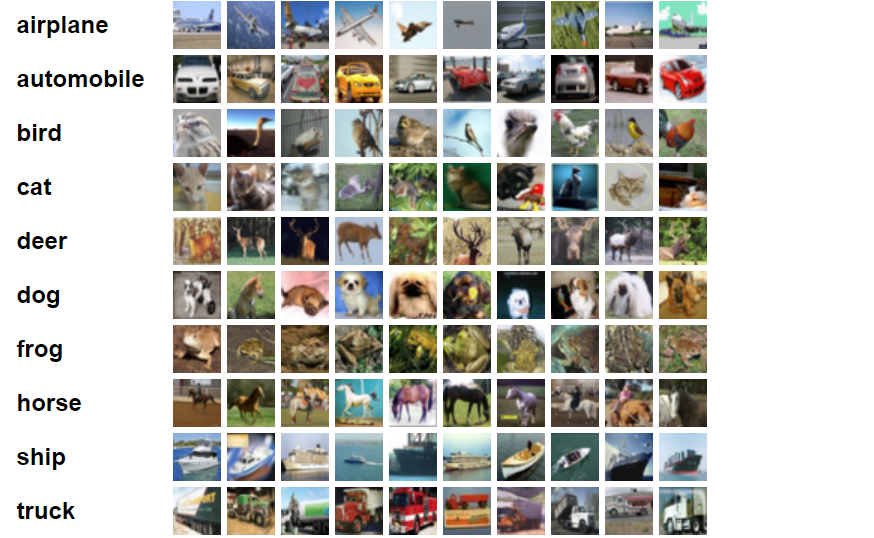 airplane
automobile
bird
cat
deer
dog
frog
horse
ship
truck